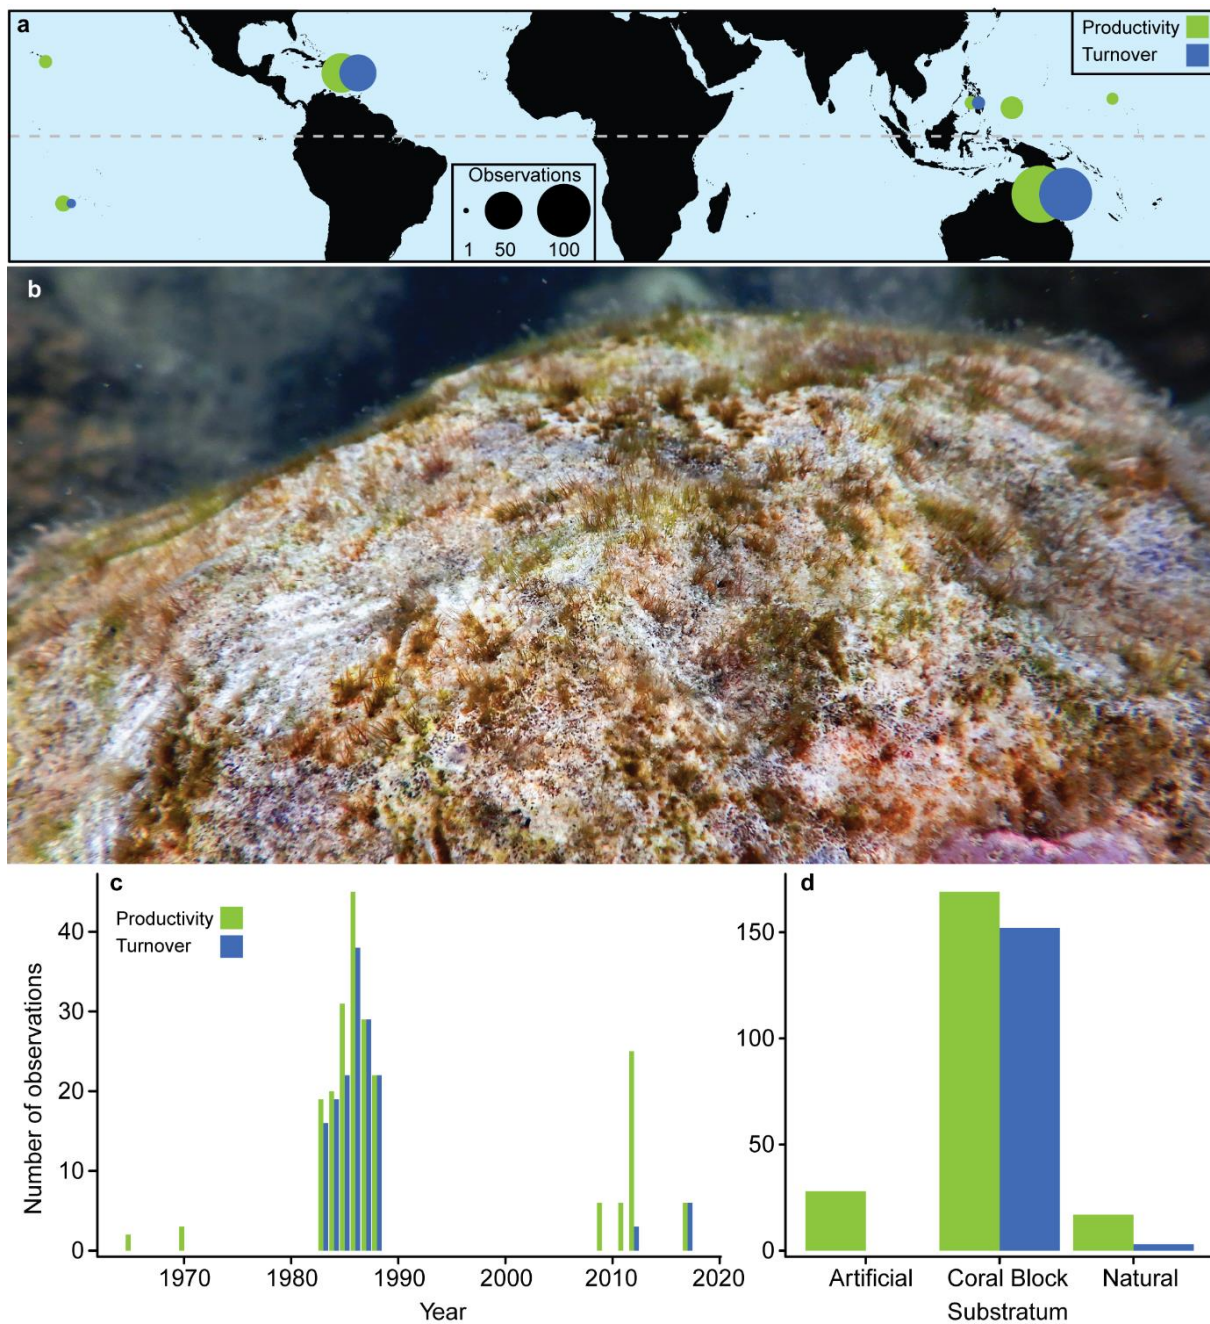 a
Productivity
Turnover
Observations
1 50 100
b
c
Productivity
Turnover
Number of observations
40
30
20
10
0
1970 1980 1990 2000 2010 2020
Year
d
150
100
50
0
Artificial Coral Block Natural
Substratum